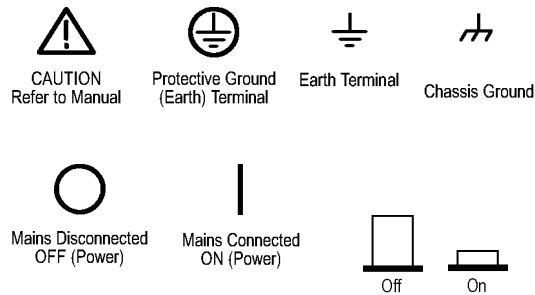 CAUTION
Refer to Manual
Protective Ground
(Earth) Terminal
Earth Terminal
Chassis Ground
Mains Disconnected
OFF (Power)
Mains Connected
ON (Power)
Off
On